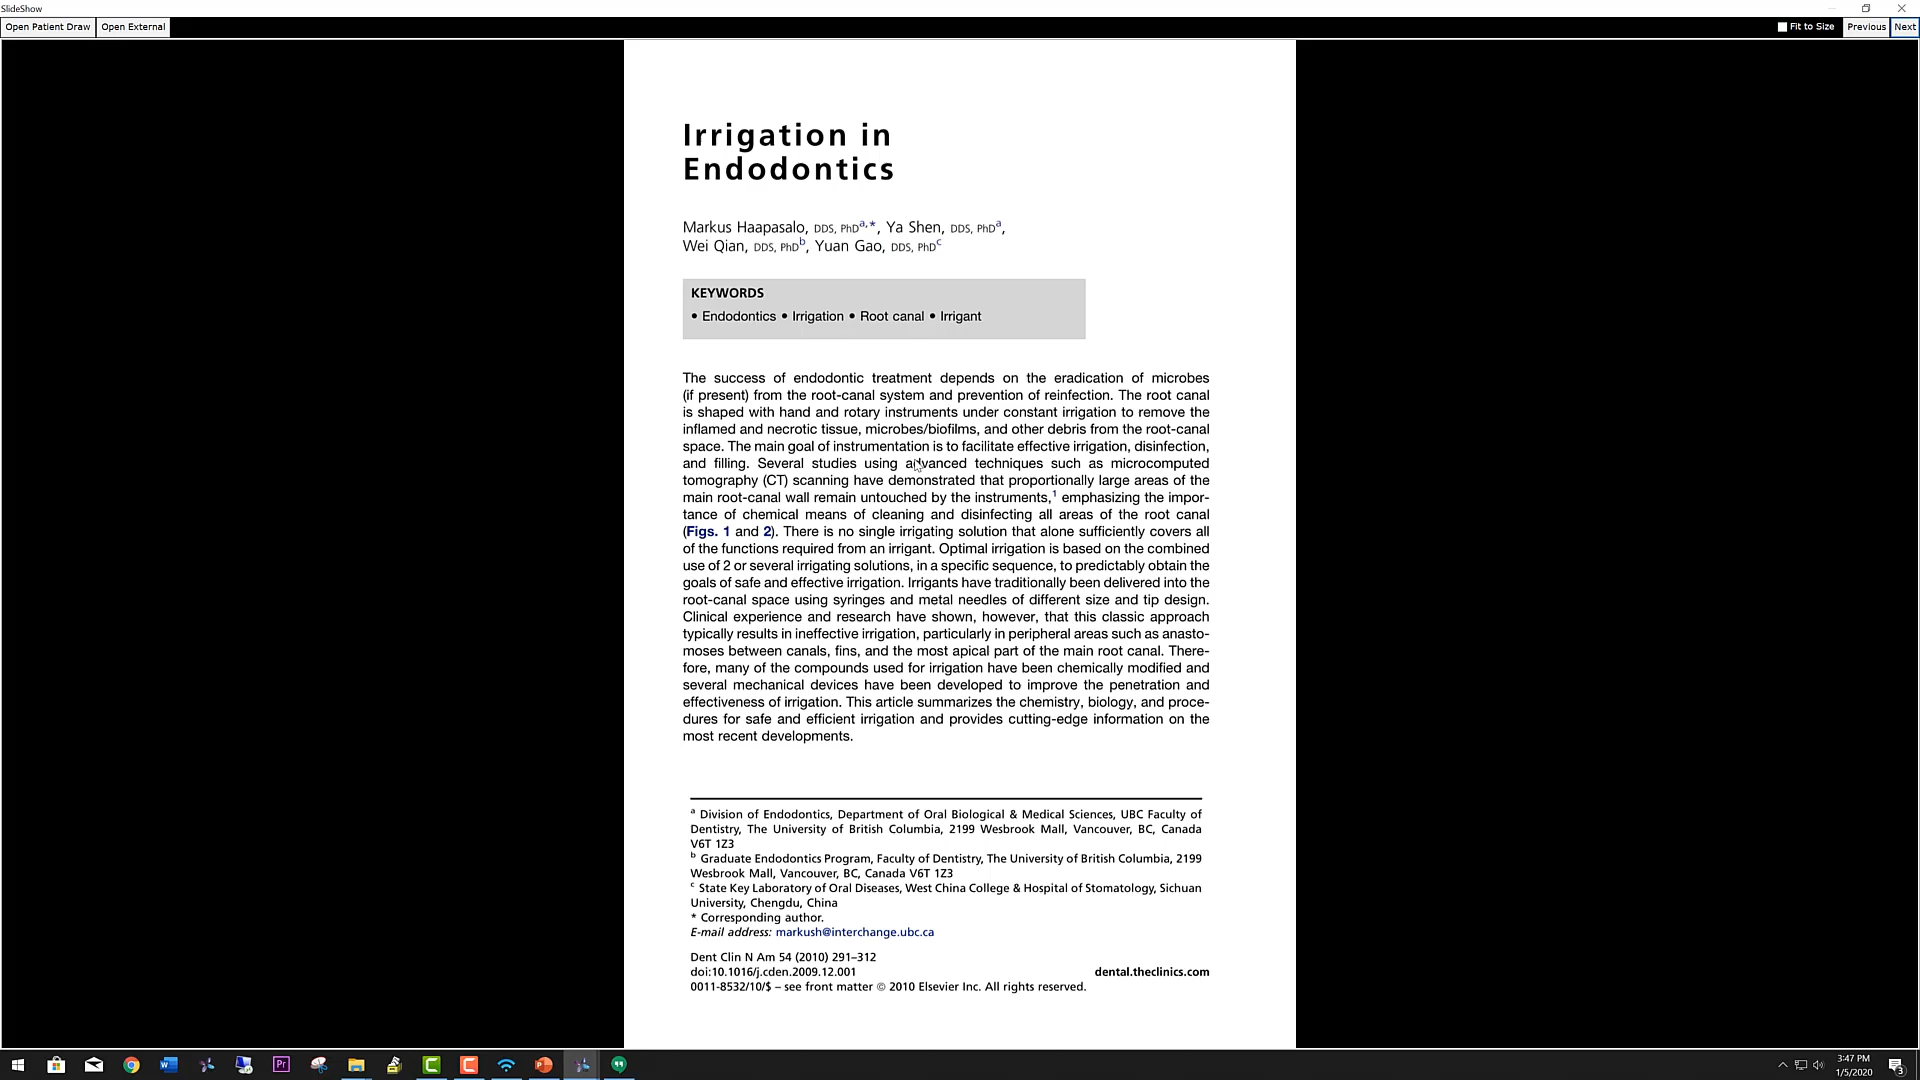 SlideShow
Open Patient Draw Open External Fit to Size Previous Next
Irrigation in
Endodontics
Markus Haapasalo, DDS, PhDa,*, Ya Shen, DDS, PhDa,
Wei Qian, DDS, PhDb, Yuan Gao, DDS, PhDc
KEYWORDS
• Endodontics • Irrigation • Root canal • Irrigant
The success of endodontic treatment depends on the eradication of microbes
(if present) from the root-canal system and prevention of reinfection. The root canal
is shaped with hand and rotary instruments under constant irrigation to remove the
inflamed and necrotic tissue, microbes/biofilms, and other debris from the root-canal
space. The main goal of instrumentation is to facilitate effective irrigation, disinfection,
and filling. Several studies using advanced techniques such as microcomputed
tomography (CT) scanning have demonstrated that proportionally large areas of the
main root-canal wall remain untouched by the instruments,1 emphasizing the impor-
tance of chemical means of cleaning and disinfecting all areas of the root canal
(Figs. 1 and 2). There is no single irrigating solution that alone sufficiently covers all
of the functions required from an irrigant. Optimal irrigation is based on the combined
use of 2 or several irrigating solutions, in a specific sequence, to predictably obtain the
goals of safe and effective irrigation. Irrigants have traditionally been delivered into the
root-canal space using syringes and metal needles of different size and tip design.
Clinical experience and research have shown, however, that this classic approach
typically results in ineffective irrigation, particularly in peripheral areas such as anasto-
moses between canals, fins, and the most apical part of the main root canal. There-
fore, many of the compounds used for irrigation have been chemically modified and
several mechanical devices have been developed to improve the penetration and
effectiveness of irrigation. This article summarizes the chemistry, biology, and proce-
dures for safe and efficient irrigation and provides cutting-edge information on the
most recent developments.
a Division of Endodontics, Department of Oral Biological & Medical Sciences, UBC Faculty of
Dentistry, The University of British Columbia, 2199 Wesbrook Mall, Vancouver, BC, Canada
V6T 1Z3
b Graduate Endodontics Program, Faculty of Dentistry, The University of British Columbia, 2199
Wesbrook Mall, Vancouver, BC, Canada V6T 1Z3
c State Key Laboratory of Oral Diseases, West China College & Hospital of Stomatology, Sichuan
University, Chengdu, China
* Corresponding author.
E-mail address: markush@interchange.ubc.ca
Dent Clin N Am 54 (2010) 291–312
doi:10.1016/j.cden.2009.12.001 dental.theclinics.com
0011-8532/10/$ – see front matter © 2010 Elsevier Inc. All rights reserved.
3:47 PM
1/5/2020
3